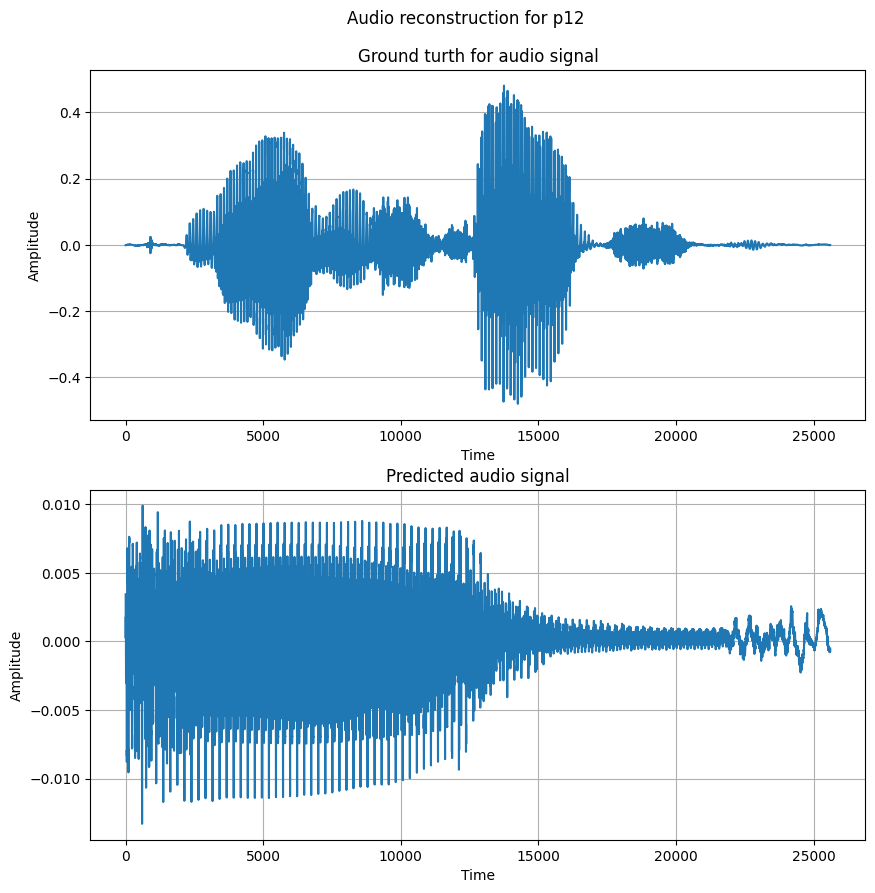 Audio reconstruction for p12
Ground turth for audio signal
Amplitude
0.4
0.2
0.0
−0.2
−0.4
0 5000 10000 15000 20000 25000
Time
Predicted audio signal
Amplitude
0.010
0.005
0.000
−0.005
−0.010
0 5000 10000 15000 20000 25000
Time